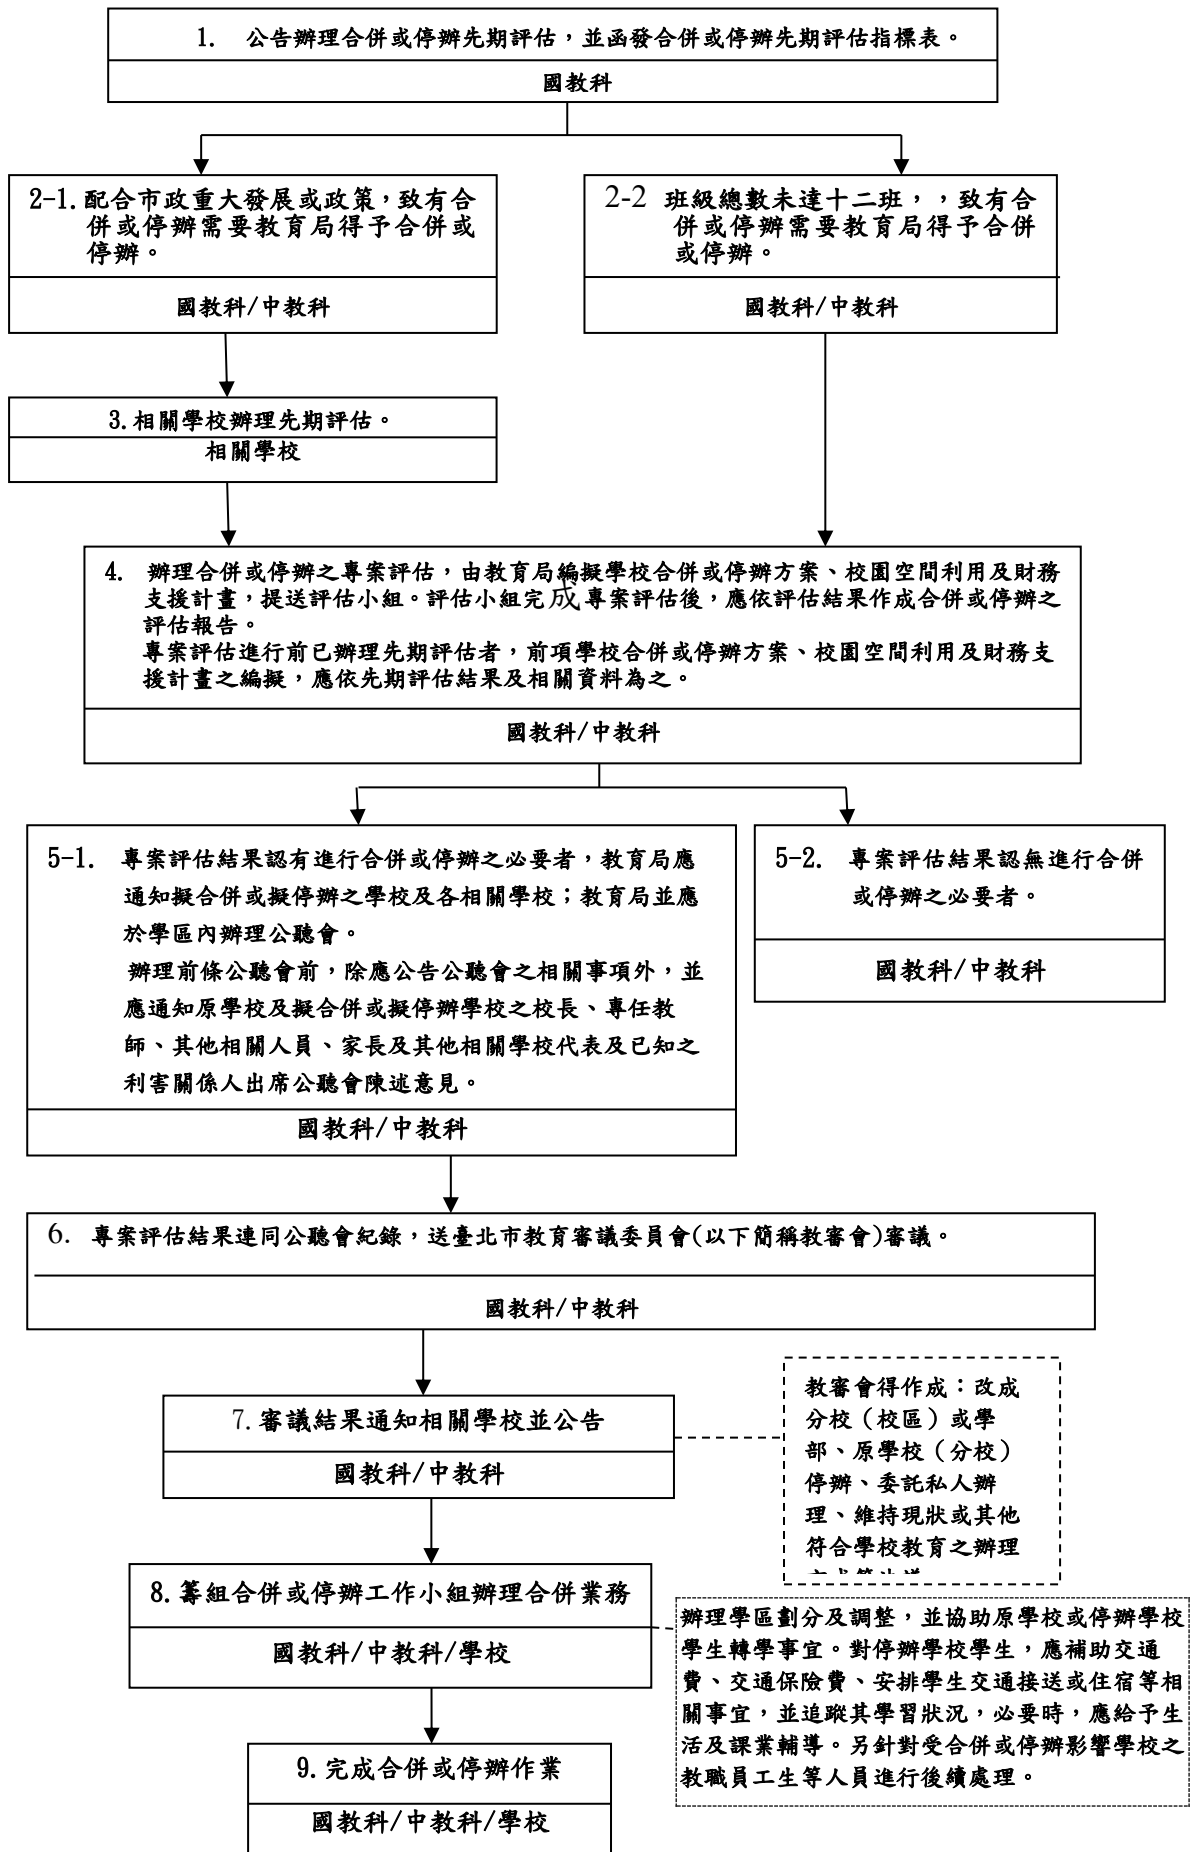 1. 公告辦理合併或停辦先期評估，並函發合併或停辦先期評估指標表。
國教科
2-1.配合市政重大發展或政策，致有合
併或停辦需要教育局得予合併或
停辦。
國教科/中教科
2-2 班級總數未達十二班，，致有合
併或停辦需要教育局得予合併
或停辦。
國教科/中教科
3.相關學校辦理先期評估。
相關學校
4. 辦理合併或停辦之專案評估，由教育局編擬學校合併或停辦方案、校園空間利用及財務
支援計畫，提送評估小組。評估小組完成專案評估後，應依評估結果作成合併或停辦之
評估報告。
專案評估進行前已辦理先期評估者，前項學校合併或停辦方案、校園空間利用及財務支
援計畫之編擬，應依先期評估結果及相關資料為之。
國教科/中教科
5-1. 專案評估結果認有進行合併或停辦之必要者，教育局應
通知擬合併或擬停辦之學校及各相關學校；教育局並應
於學區內辦理公聽會。
辦理前條公聽會前，除應公告公聽會之相關事項外，並
應通知原學校及擬合併或擬停辦學校之校長、專任教
師、其他相關人員、家長及其他相關學校代表及已知之
利害關係人出席公聽會陳述意見。
國教科/中教科
5-2. 專案評估結果認無進行合併
或停辦之必要者。
國教科/中教科
6. 專案評估結果連同公聽會紀錄，送臺北市教育審議委員會(以下簡稱教審會)審議。
國教科/中教科
7.審議結果通知相關學校並公告
國教科/中教科
教審會得作成：改成
分校（校區）或學
部、原學校（分校）
停辦、委託私人辦
理、維持現狀或其他
符合學校教育之辦理
8.籌組合併或停辦工作小組辦理合併業務
國教科/中教科/學校
辦理學區劃分及調整，並協助原學校或停辦學校
學生轉學事宜。對停辦學校學生，應補助交通
費、交通保險費、安排學生交通接送或住宿等相
關事宜，並追蹤其學習狀況，必要時，應給予生
活及課業輔導。另針對受合併或停辦影響學校之
教職員工生等人員進行後續處理。
9.完成合併或停辦作業
國教科/中教科/學校